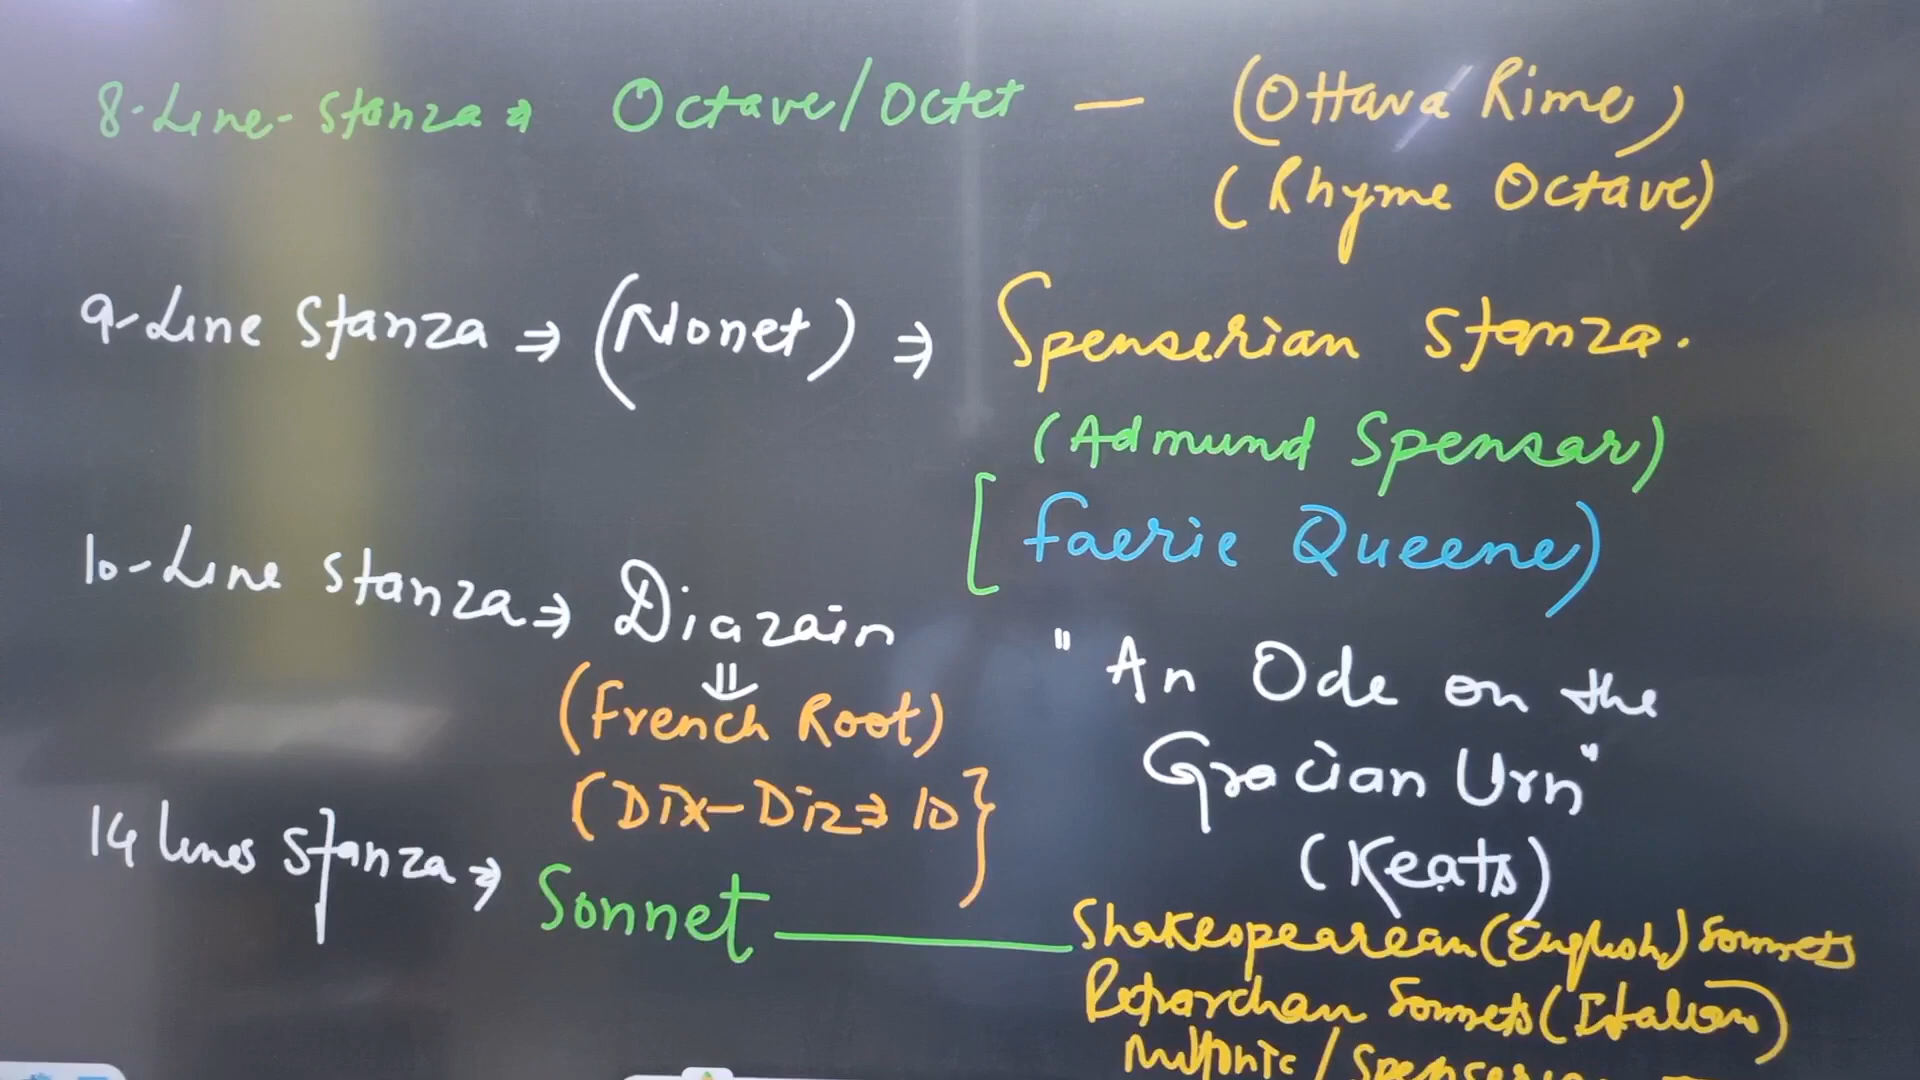 8-Line-Stanza ⇒ Octave/Octet — (Ottava Rime)
(Rhyme Octave)
9-Line Stanza ⇒ (Nonet) ⇒ Spenserian Stanza.
(Admund Spensar)
[Faerie Queene)
10-Line Stanza ⇒ Diazain
⇓
(French Root)
(Dix-Diz ⇒ 10}
"An Ode on the
Gracian Urn"
(Keats)
14 lines Stanza ⇒ Sonnet — Shakespearean (English) Sonnets
Petrarchan Sonnets (Italian)
Miltonic / Spenserian